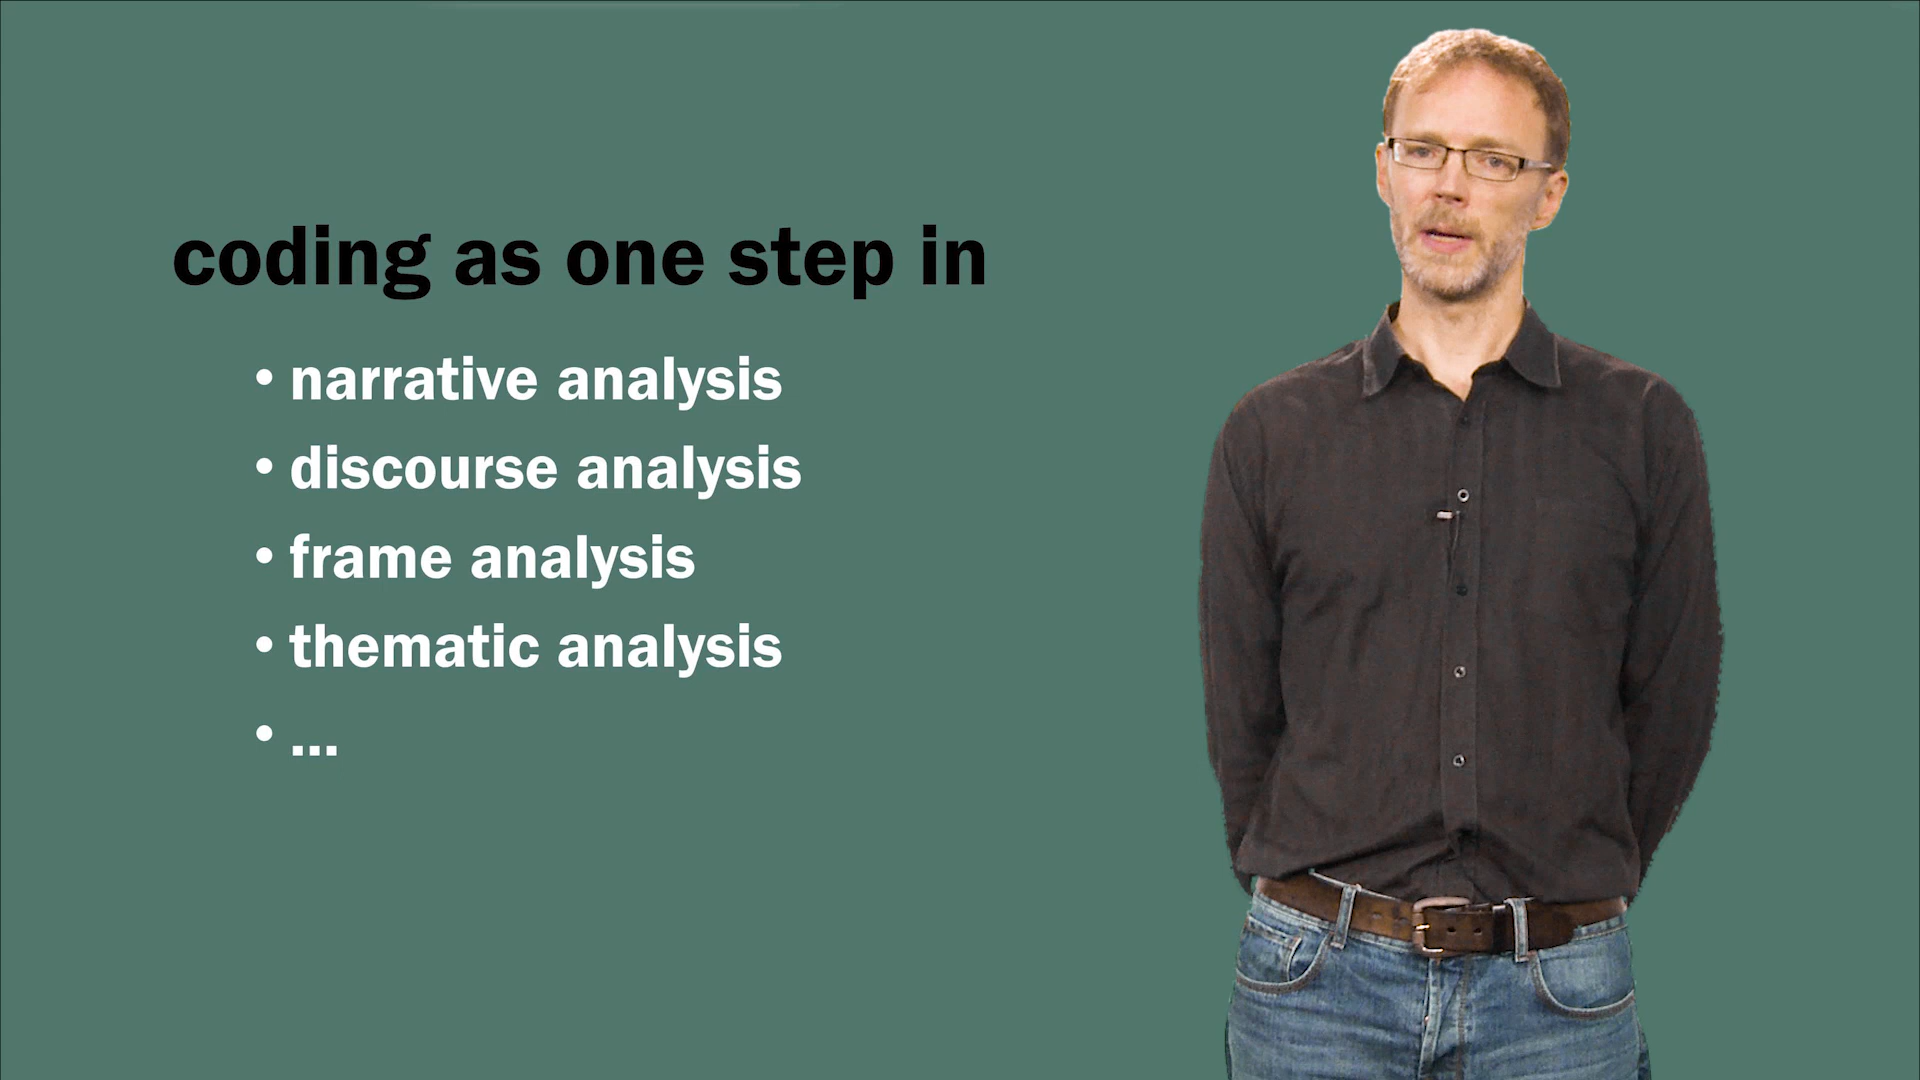 coding as one step in
• narrative analysis
• discourse analysis
• frame analysis
• thematic analysis
• ...